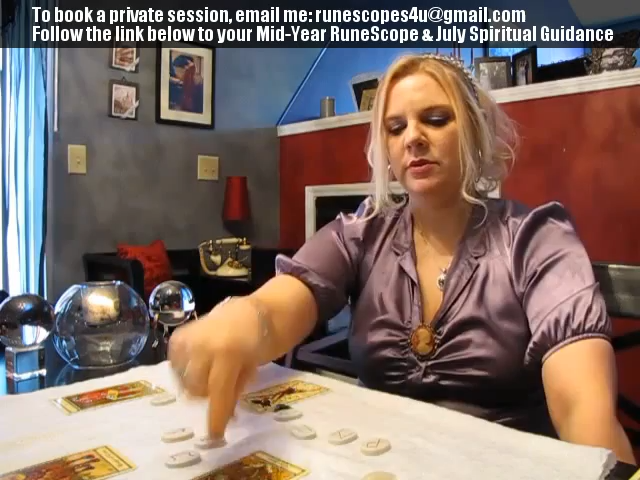 To book a private session, email me: runescopes4u@gmail.com
Follow the link below to your Mid-Year RuneScope & July Spiritual Guidance